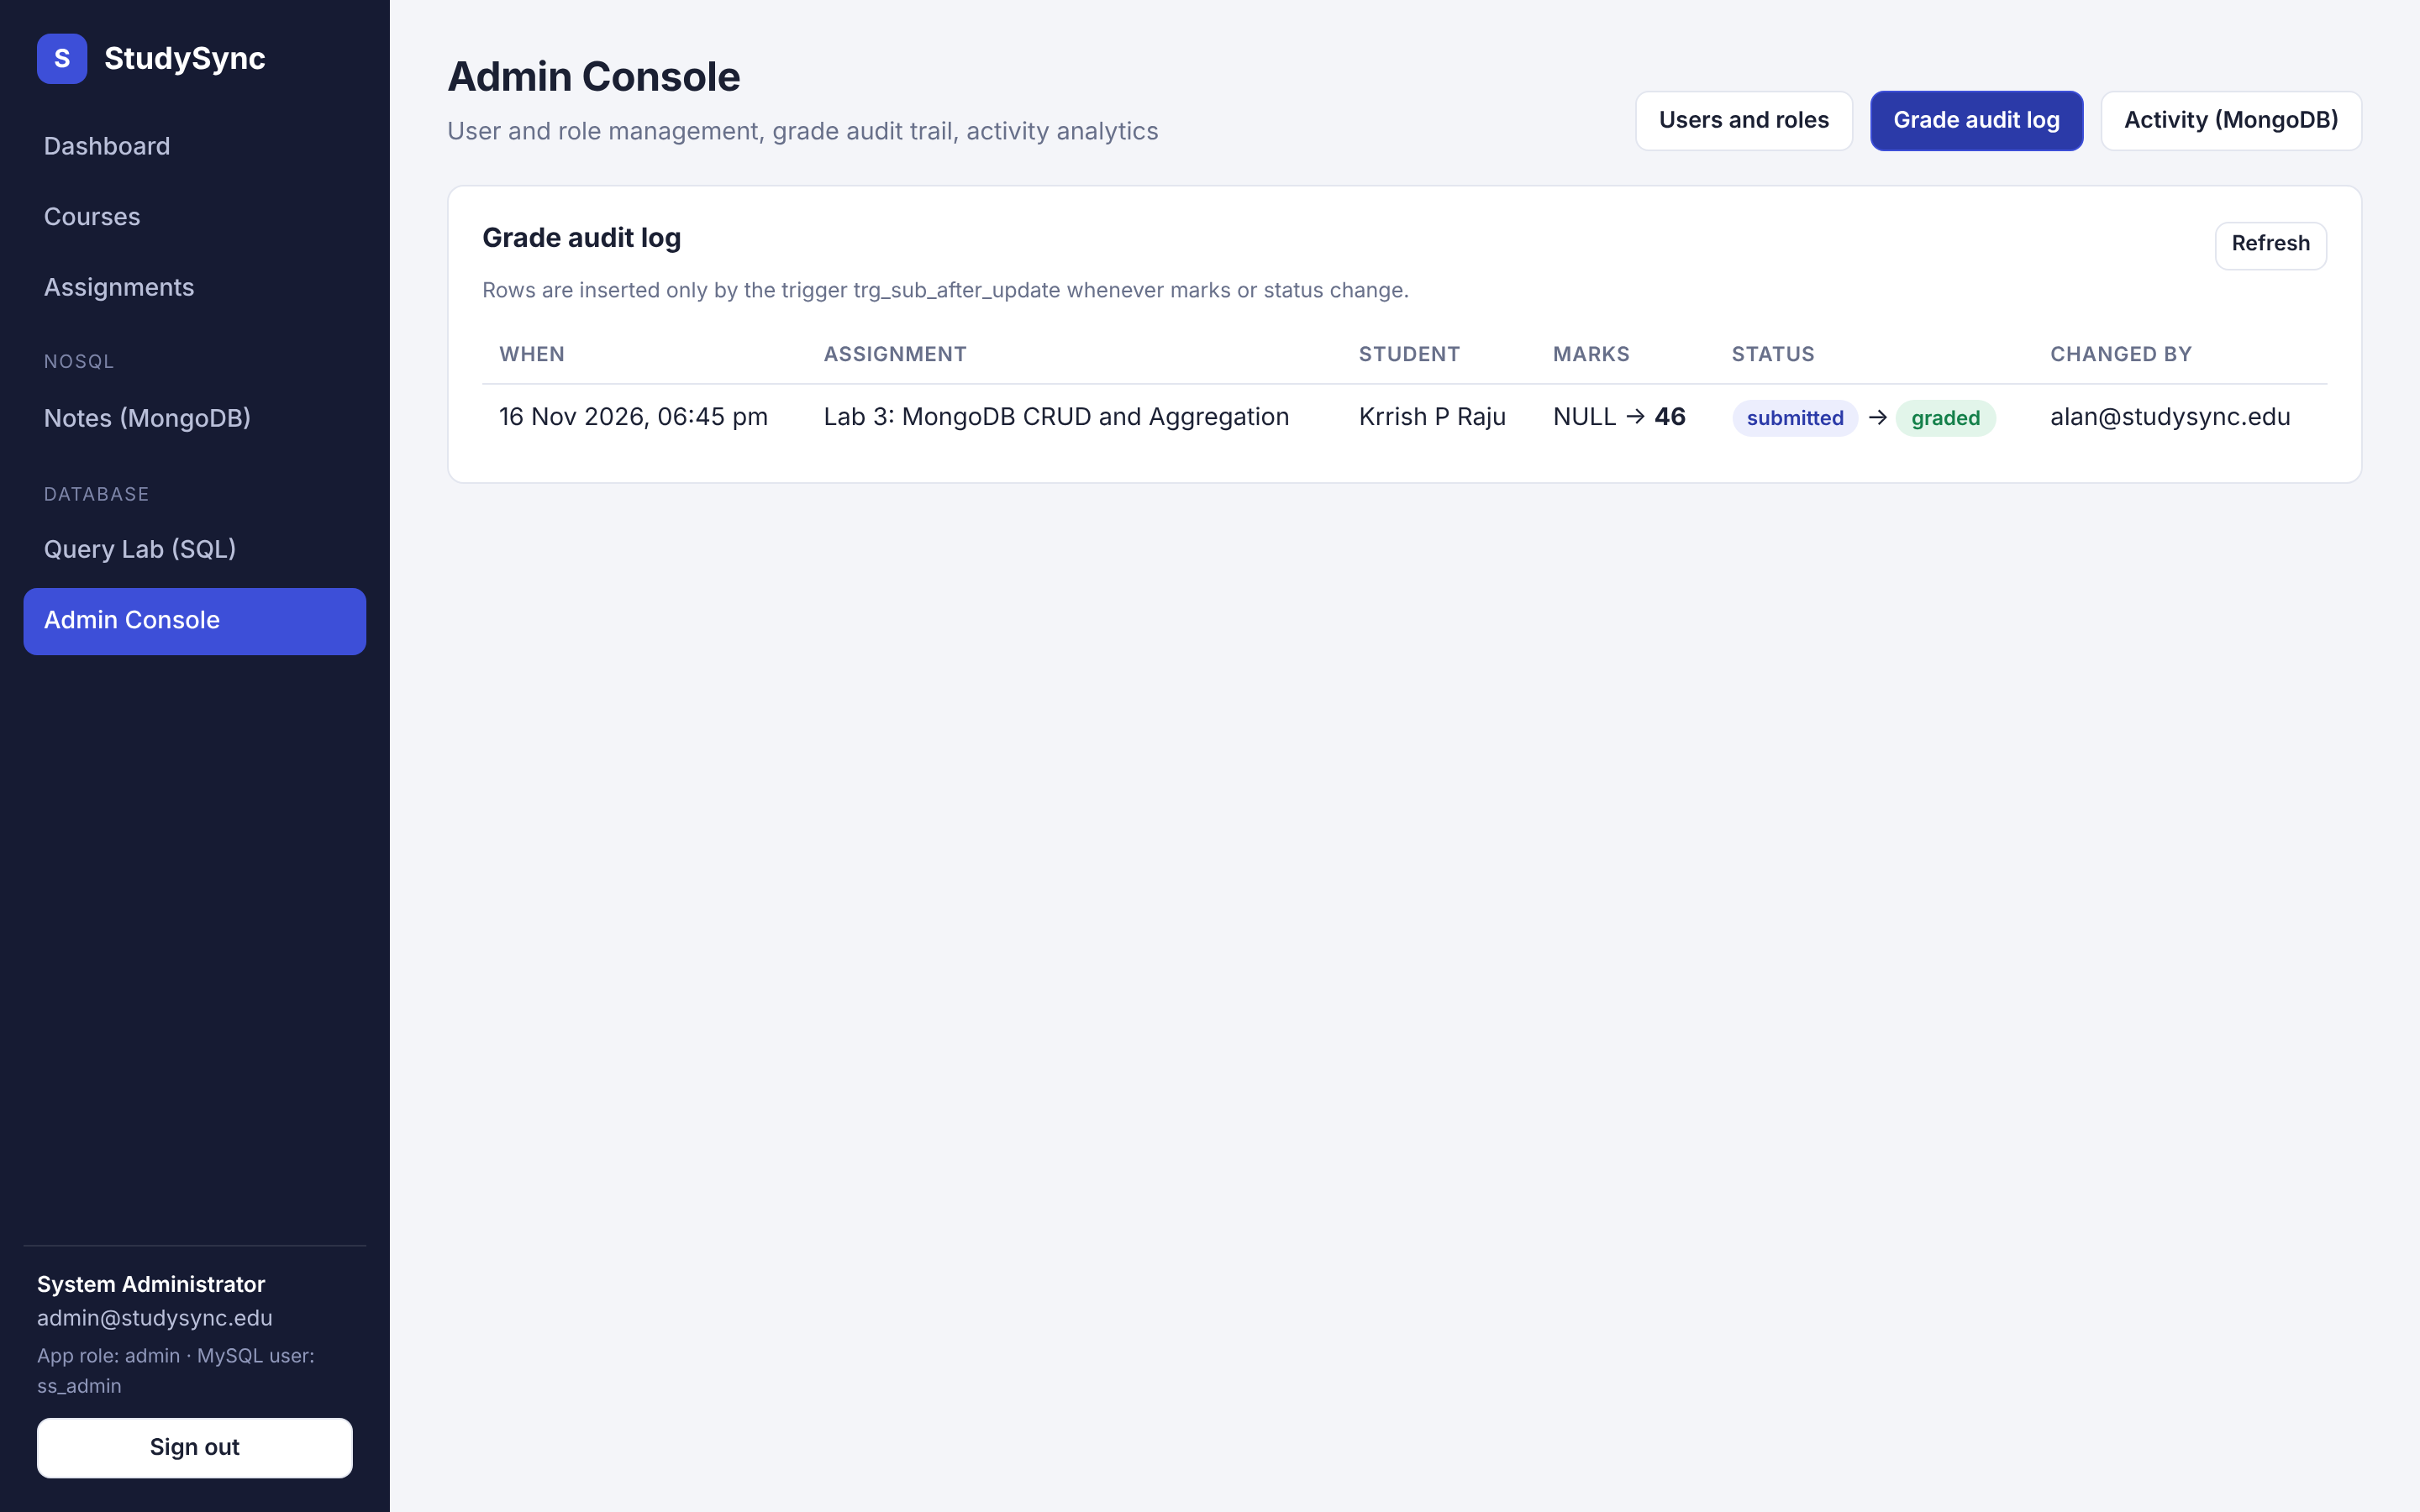 S StudySync
Dashboard
Courses
Assignments
NOSQL
Notes (MongoDB)
DATABASE
Query Lab (SQL)
Admin Console
System Administrator
admin@studysync.edu
App role: admin · MySQL user:
ss_admin
Sign out
Admin Console
User and role management, grade audit trail, activity analytics
Users and roles Grade audit log Activity (MongoDB)
Grade audit log
Refresh
Rows are inserted only by the trigger trg_sub_after_update whenever marks or status change.
WHEN ASSIGNMENT STUDENT MARKS STATUS CHANGED BY
16 Nov 2026, 06:45 pm Lab 3: MongoDB CRUD and Aggregation Krrish P Raju NULL → 46 submitted → graded alan@studysync.edu